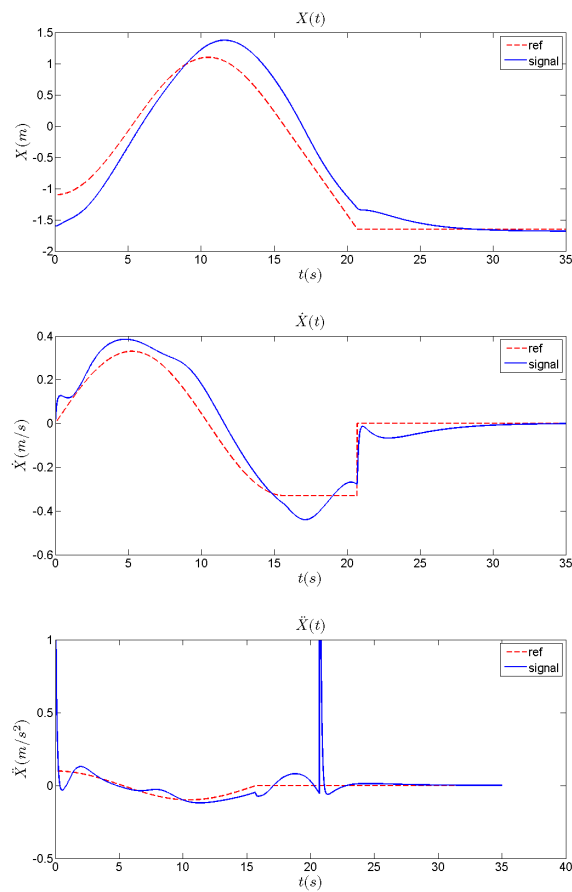 X(t)
1.5
1
0.5
0
-0.5
-1
-1.5
-2
X(m)
ref
signal
0 5 10 15 20 25 30 35
t(s)
Ẋ(t)
0.4
0.2
0
-0.2
-0.4
-0.6
Ẋ(m/s)
ref
signal
0 5 10 15 20 25 30 35
t(s)
Ẍ(t)
1
0.5
0
-0.5
Ẍ(m/s²)
ref
signal
0 5 10 15 20 25 30 35 40
t(s)